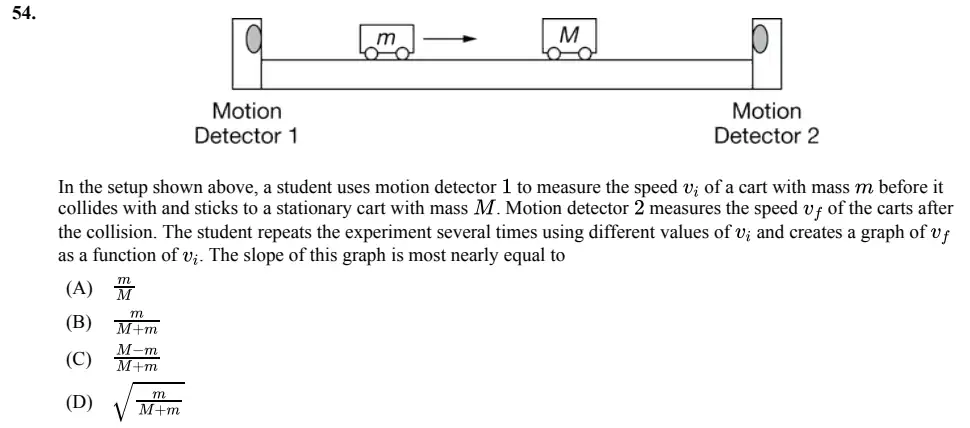 54.
m
M
Motion
Detector 1
Motion
Detector 2
In the setup shown above, a student uses motion detector 1 to measure the speed v_i of a cart with mass m before it
collides with and sticks to a stationary cart with mass M. Motion detector 2 measures the speed v_f of the carts after
the collision. The student repeats the experiment several times using different values of v_i and creates a graph of v_f
as a function of v_i. The slope of this graph is most nearly equal to
(A) m/M
(B) m/(M+m)
(C) (M−m)/(M+m)
(D) √(m/(M+m))